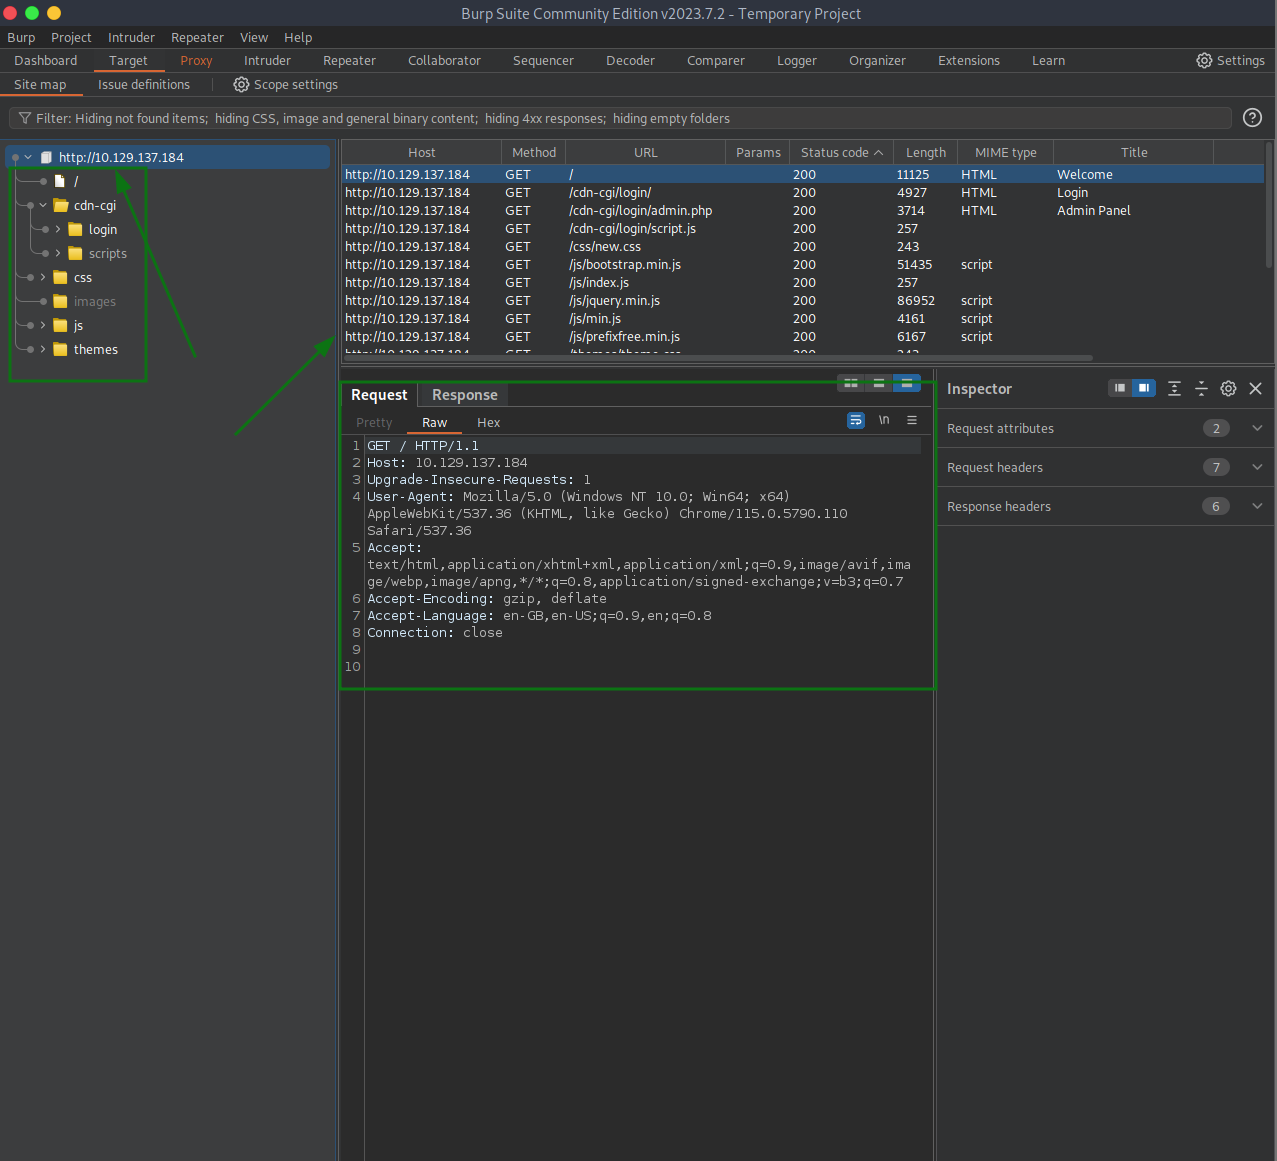 Burp Suite Community Edition v2023.7.2 - Temporary Project
Burp Project Intruder Repeater View Help
Dashboard Target Proxy Intruder Repeater Collaborator Sequencer Decoder Comparer Logger Organizer Extensions Learn Settings
Site map Issue definitions Scope settings
Filter: Hiding not found items; hiding CSS, image and general binary content; hiding 4xx responses; hiding empty folders
http://10.129.137.184
/
cdn-cgi
login
scripts
css
images
js
themes
Host Method URL Params Status code Length MIME type Title
http://10.129.137.184 GET / 200 11125 HTML Welcome
http://10.129.137.184 GET /cdn-cgi/login/ 200 4927 HTML Login
http://10.129.137.184 GET /cdn-cgi/login/admin.php 200 3714 HTML Admin Panel
http://10.129.137.184 GET /cdn-cgi/login/script.js 200 257
http://10.129.137.184 GET /css/new.css 200 243
http://10.129.137.184 GET /js/bootstrap.min.js 200 51435 script
http://10.129.137.184 GET /js/index.js 200 257
http://10.129.137.184 GET /js/jquery.min.js 200 86952 script
http://10.129.137.184 GET /js/min.js 200 4161 script
http://10.129.137.184 GET /js/prefixfree.min.js 200 6167 script
Request Response
Pretty Raw Hex \n
1 GET / HTTP/1.1
2 Host: 10.129.137.184
3 Upgrade-Insecure-Requests: 1
4 User-Agent: Mozilla/5.0 (Windows NT 10.0; Win64; x64)
AppleWebKit/537.36 (KHTML, like Gecko) Chrome/115.0.5790.110
Safari/537.36
5 Accept:
text/html,application/xhtml+xml,application/xml;q=0.9,image/avif,ima
ge/webp,image/apng,*/*;q=0.8,application/signed-exchange;v=b3;q=0.7
6 Accept-Encoding: gzip, deflate
7 Accept-Language: en-GB,en-US;q=0.9,en;q=0.8
8 Connection: close
9
10
Inspector
Request attributes 2
Request headers 7
Response headers 6